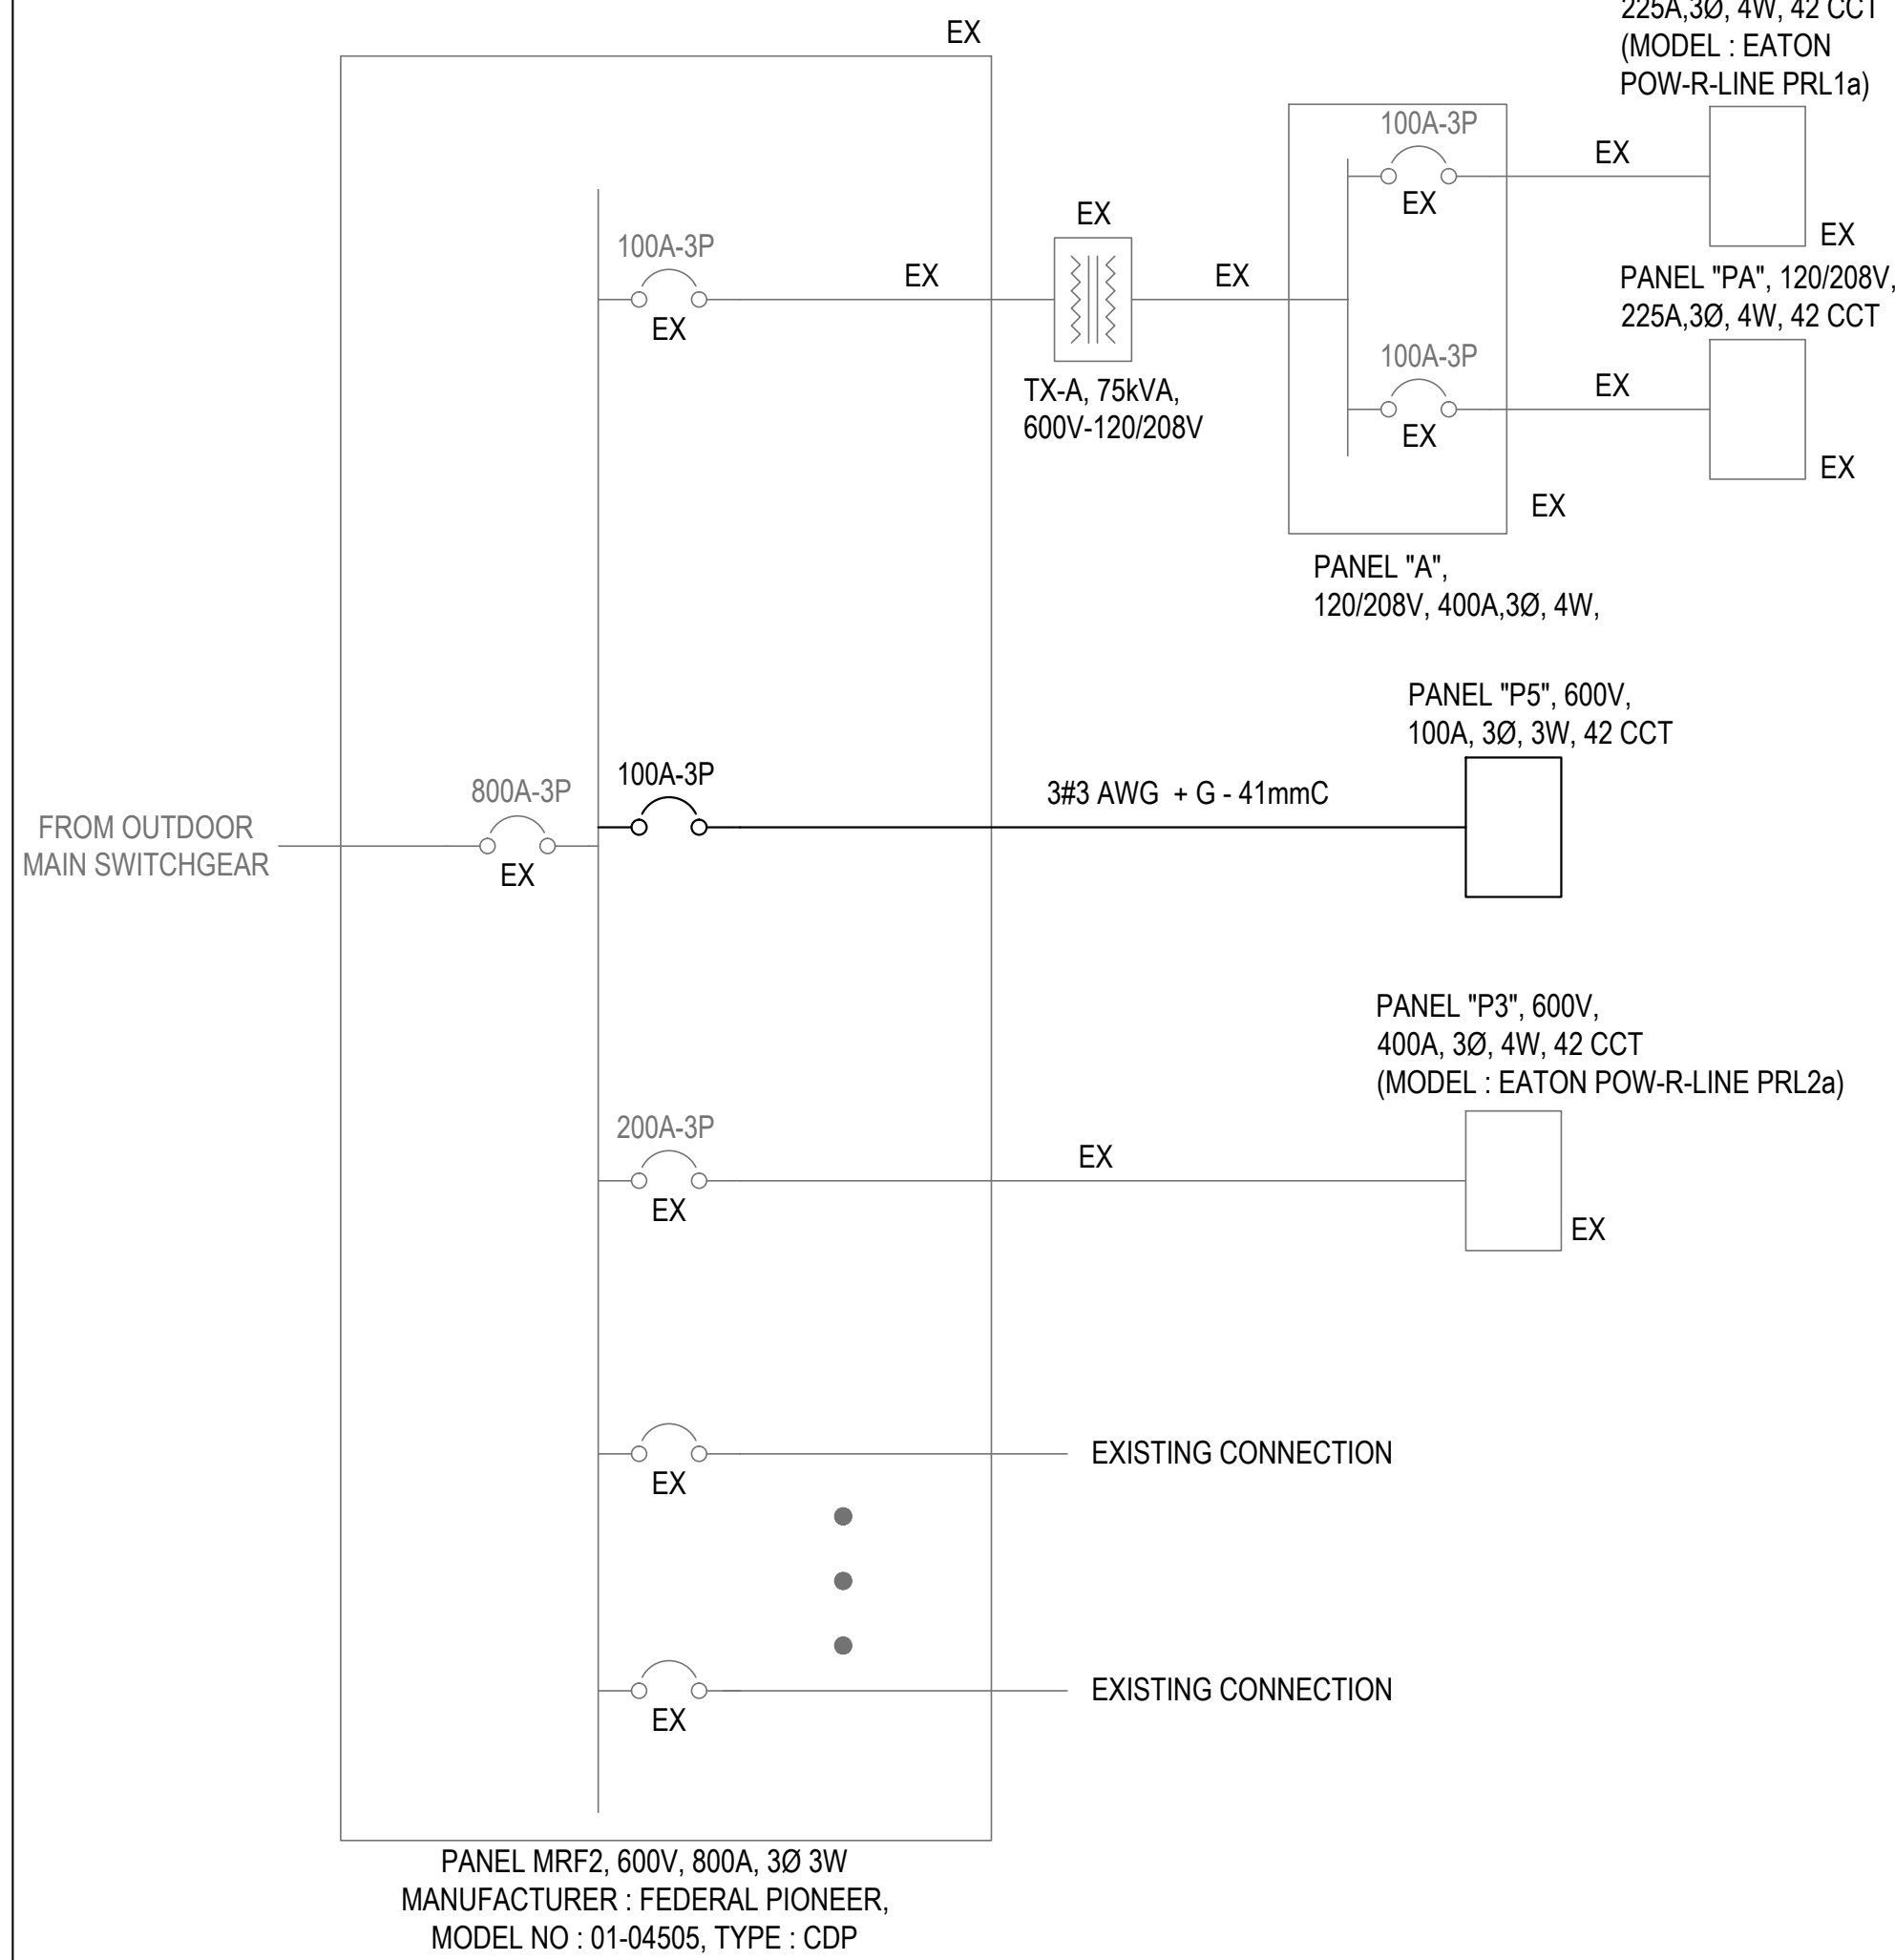 225A,3Ø, 4W, 42 CCT
(MODEL : EATON
POW-R-LINE PRL1a)
EX
100A-3P
EX
EX
EX
PANEL "PA", 120/208V,
225A,3Ø, 4W, 42 CCT
100A-3P
EX
EX
EX
100A-3P
EX
EX
EX
EX
TX-A, 75kVA,
600V-120/208V
EX
PANEL "A",
120/208V, 400A,3Ø, 4W,
PANEL "P5", 600V,
100A, 3Ø, 3W, 42 CCT
100A-3P
3#3 AWG + G - 41mmC
800A-3P
EX
FROM OUTDOOR
MAIN SWITCHGEAR
PANEL "P3", 600V,
400A, 3Ø, 4W, 42 CCT
(MODEL : EATON POW-R-LINE PRL2a)
200A-3P
EX
EX
EX
EXISTING CONNECTION
EX
EXISTING CONNECTION
EX
PANEL MRF2, 600V, 800A, 3Ø 3W
MANUFACTURER : FEDERAL PIONEER,
MODEL NO : 01-04505, TYPE : CDP